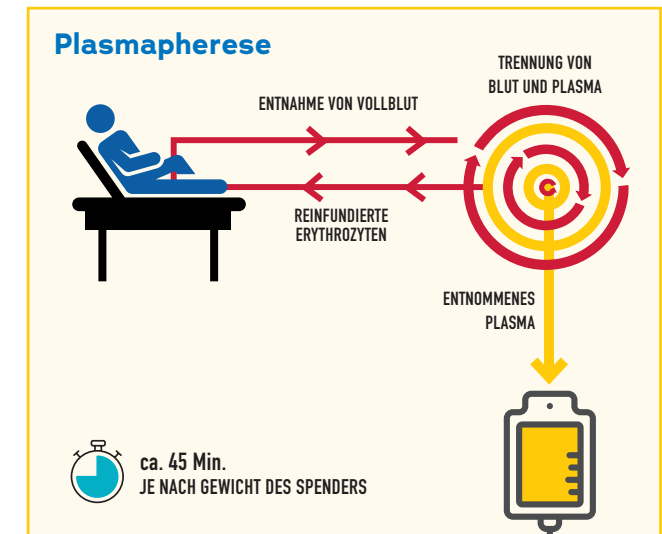 Plasmapherese
TRENNUNG VON
BLUT UND PLASMA
ENTNAHME VON VOLLBLUT
REINFUNDIERTE
ERYTHROZYTEN
ENTNOMMENES
PLASMA
ca. 45 Min.
JE NACH GEWICHT DES SPENDERS